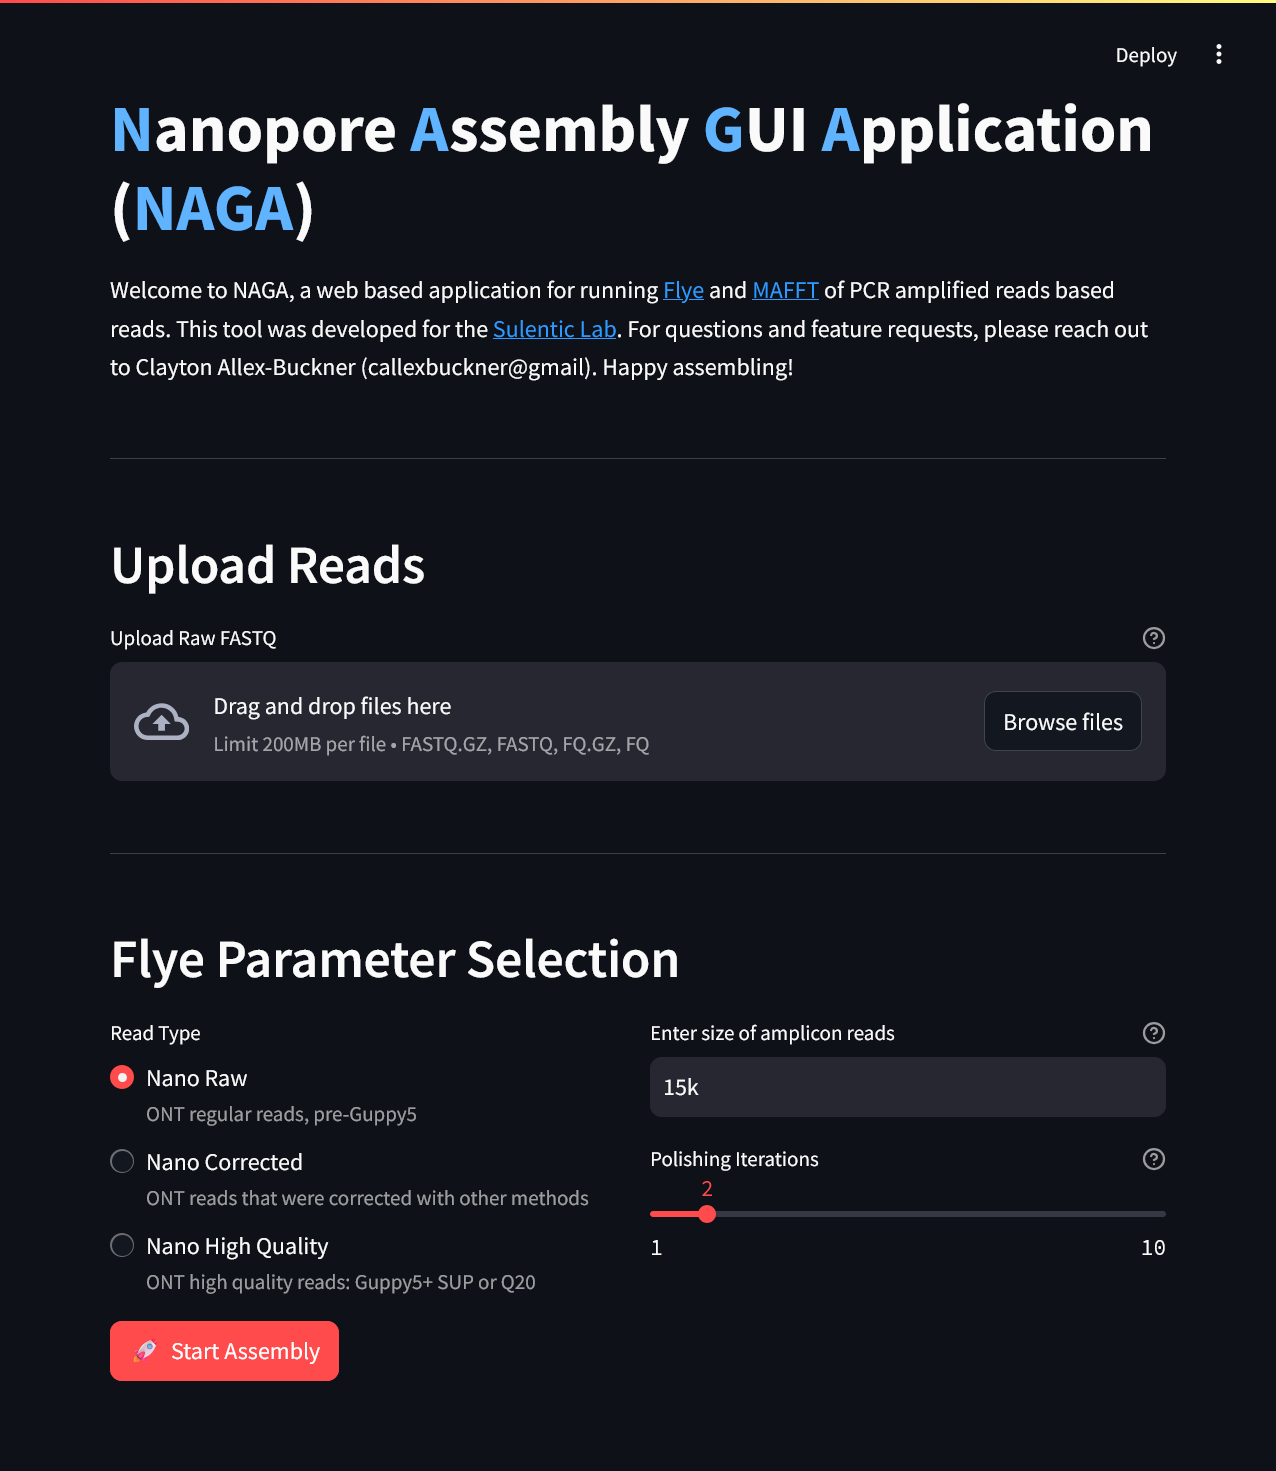 Deploy
Nanopore Assembly GUI Application
(NAGA)
Welcome to NAGA, a web based application for running Flye and MAFFT of PCR amplified reads based
reads. This tool was developed for the Sulentic Lab. For questions and feature requests, please reach out
to Clayton Allex-Buckner (callexbuckner@gmail). Happy assembling!
Upload Reads
Upload Raw FASTQ
Drag and drop files here
Limit 200MB per file • FASTQ.GZ, FASTQ, FQ.GZ, FQ
Browse files
Flye Parameter Selection
Read Type
Nano Raw
ONT regular reads, pre-Guppy5
Nano Corrected
ONT reads that were corrected with other methods
Nano High Quality
ONT high quality reads: Guppy5+ SUP or Q20
Enter size of amplicon reads
15k
Polishing Iterations
2
1
10
Start Assembly